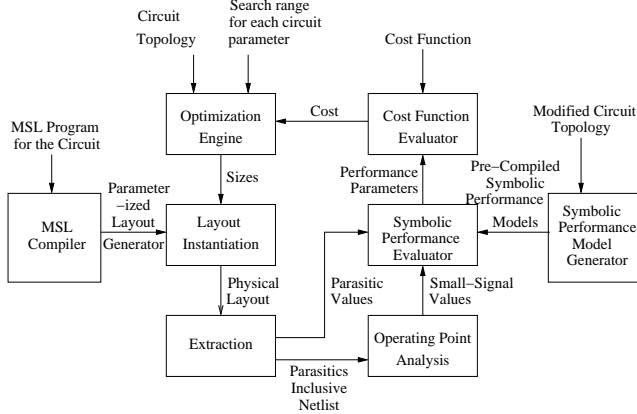 Circuit
Topology
Search range
for each circuit
parameter
Cost Function
Optimization
Engine
Cost
Cost Function
Evaluator
MSL Program
for the Circuit
Modified Circuit
Topology
Sizes
Performance
Parameters
Pre-Compiled
Symbolic
Performance
Models
MSL
Compiler
Parameter
-ized
Layout
Generator
Layout
Instantiation
Symbolic
Performance
Evaluator
Symbolic
Performance
Model
Generator
Physical
Layout
Parasitic
Values
Small-Signal
Values
Extraction
Operating Point
Analysis
Parasitics
Inclusive
Netlist